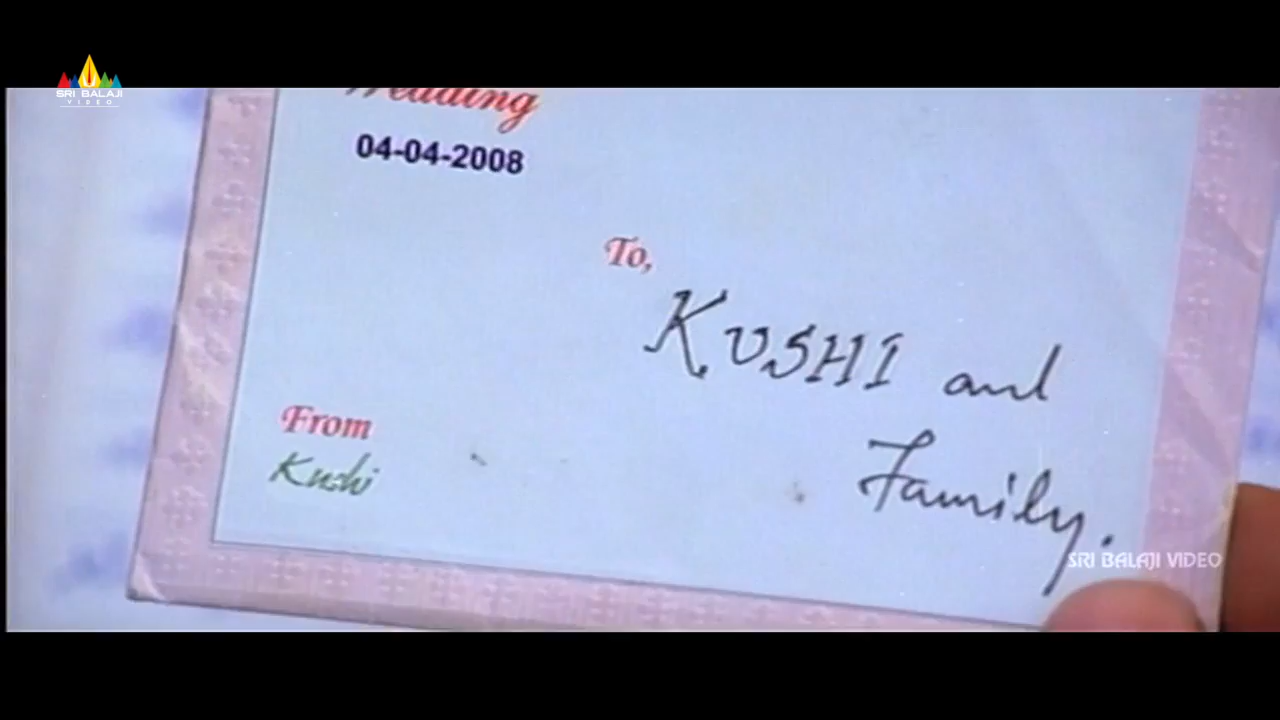 SRI BALAJI
VIDEO
Wedding
04-04-2008
To,
KUSHI and
Family.
From
Kushi
SRI BALAJI VIDEO